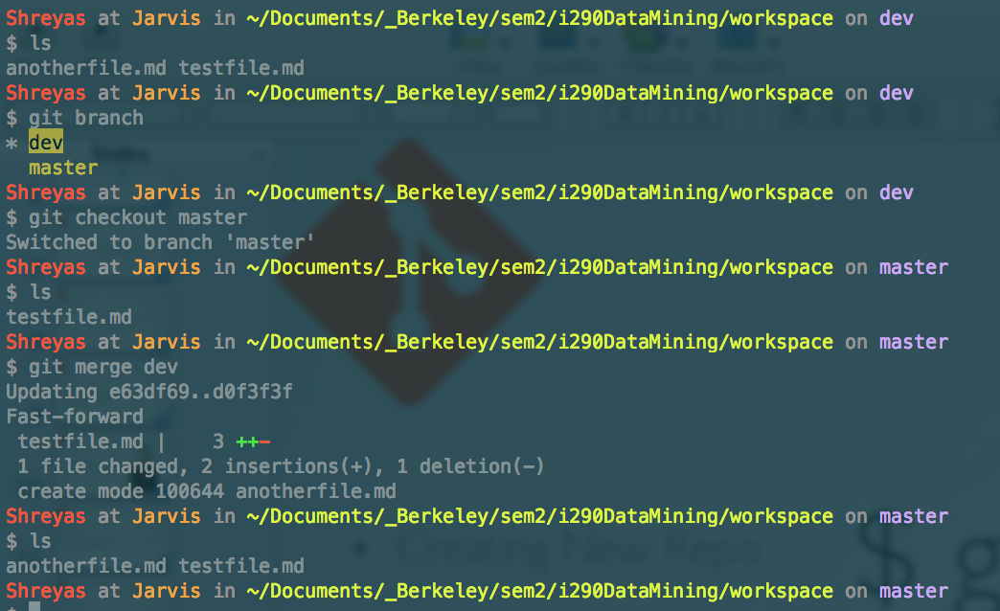 Shreyas at Jarvis in ~/Documents/_Berkeley/sem2/i290DataMining/workspace on dev
$ ls
anotherfile.md testfile.md
Shreyas at Jarvis in ~/Documents/_Berkeley/sem2/i290DataMining/workspace on dev
$ git branch
* dev
  master
Shreyas at Jarvis in ~/Documents/_Berkeley/sem2/i290DataMining/workspace on dev
$ git checkout master
Switched to branch 'master'
Shreyas at Jarvis in ~/Documents/_Berkeley/sem2/i290DataMining/workspace on master
$ ls
testfile.md
Shreyas at Jarvis in ~/Documents/_Berkeley/sem2/i290DataMining/workspace on master
$ git merge dev
Updating e63df69..d0f3f3f
Fast-forward
 testfile.md |    3 ++-
 1 file changed, 2 insertions(+), 1 deletion(-)
 create mode 100644 anotherfile.md
Shreyas at Jarvis in ~/Documents/_Berkeley/sem2/i290DataMining/workspace on master
$ ls
anotherfile.md testfile.md
Shreyas at Jarvis in ~/Documents/_Berkeley/sem2/i290DataMining/workspace on master
Slides
Creating New Repo
$ g